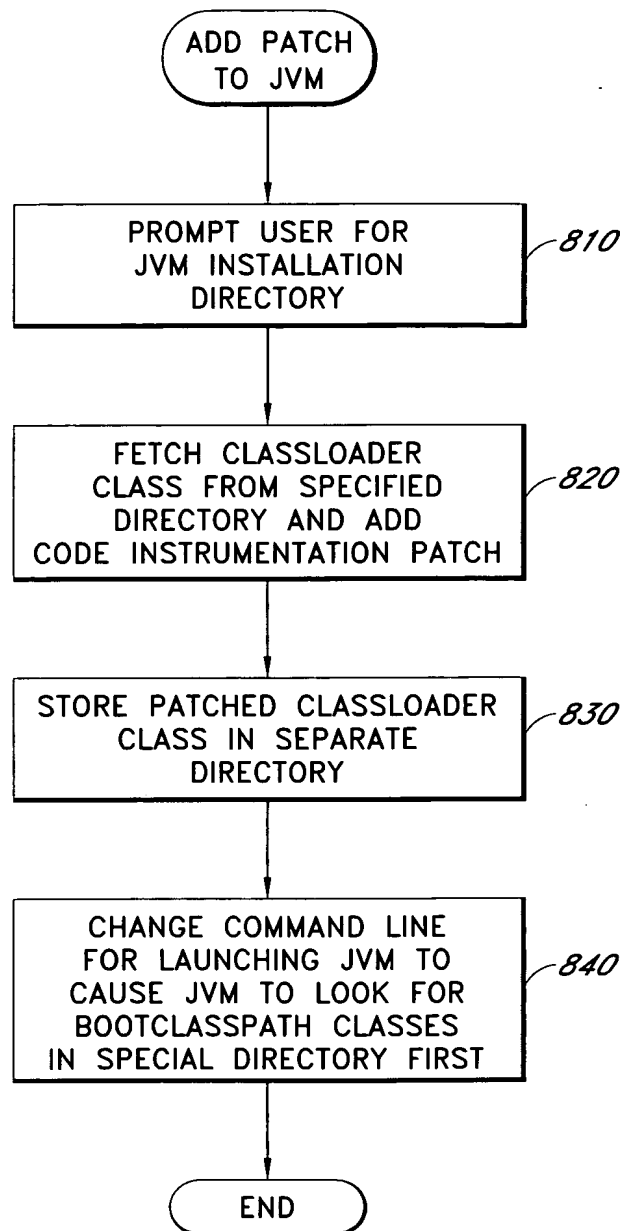 ADD PATCH
TO JVM
PROMPT USER FOR
JVM INSTALLATION
DIRECTORY
810
FETCH CLASSLOADER
CLASS FROM SPECIFIED
DIRECTORY AND ADD
CODE INSTRUMENTATION PATCH
820
STORE PATCHED CLASSLOADER
CLASS IN SEPARATE
DIRECTORY
830
CHANGE COMMAND LINE
FOR LAUNCHING JVM TO
CAUSE JVM TO LOOK FOR
BOOTCLASSPATH CLASSES
IN SPECIAL DIRECTORY FIRST
840
END